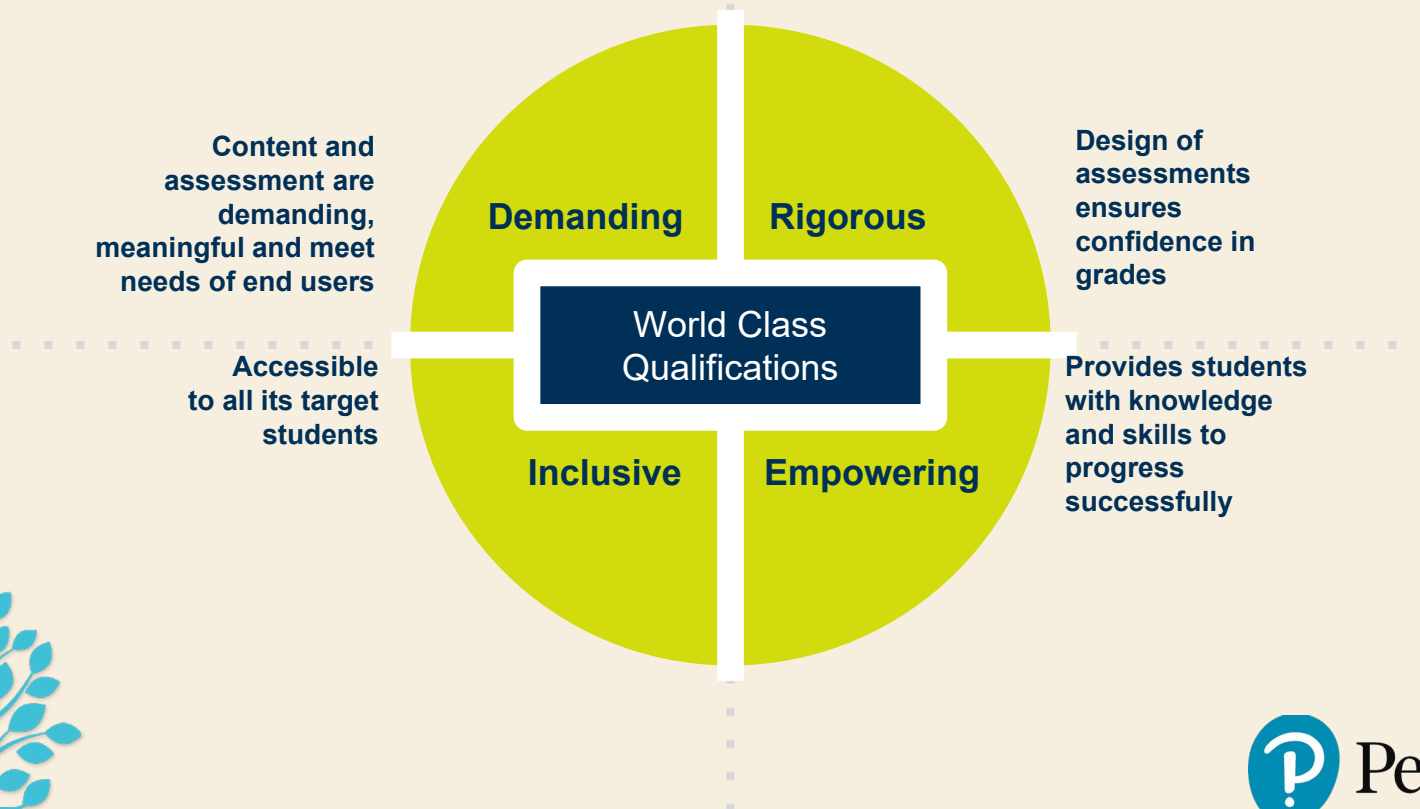 Content and
assessment are
demanding,
meaningful and meet
needs of end users
Demanding
Rigorous
Design of
assessments
ensures
confidence in
grades
World Class
Qualifications
Accessible
to all its target
students
Inclusive
Empowering
Provides students
with knowledge
and skills to
progress
successfully
Pe